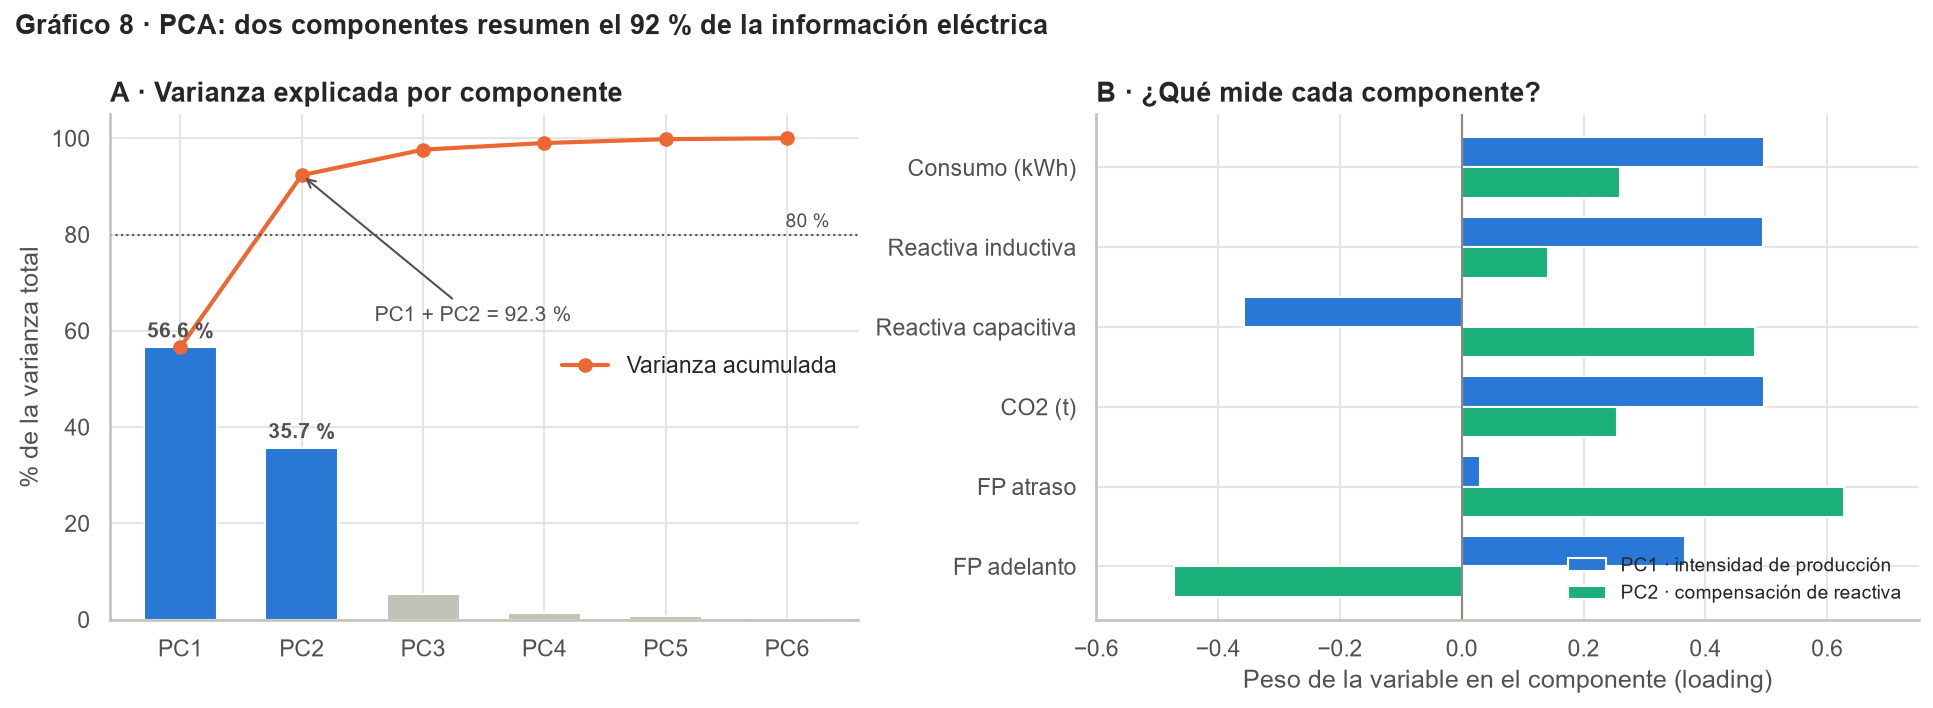 Gráfico 8 · PCA: dos componentes resumen el 92 % de la información eléctrica
A · Varianza explicada por componente
% de la varianza total
100
80
60
40
20
0
80 %
56.6 %
35.7 %
PC1 + PC2 = 92.3 %
Varianza acumulada
PC1
PC2
PC3
PC4
PC5
PC6
B · ¿Qué mide cada componente?
Consumo (kWh)
Reactiva inductiva
Reactiva capacitiva
CO2 (t)
FP atraso
FP adelanto
PC1 · intensidad de producción
PC2 · compensación de reactiva
−0.6
−0.4
−0.2
0.0
0.2
0.4
0.6
Peso de la variable en el componente (loading)